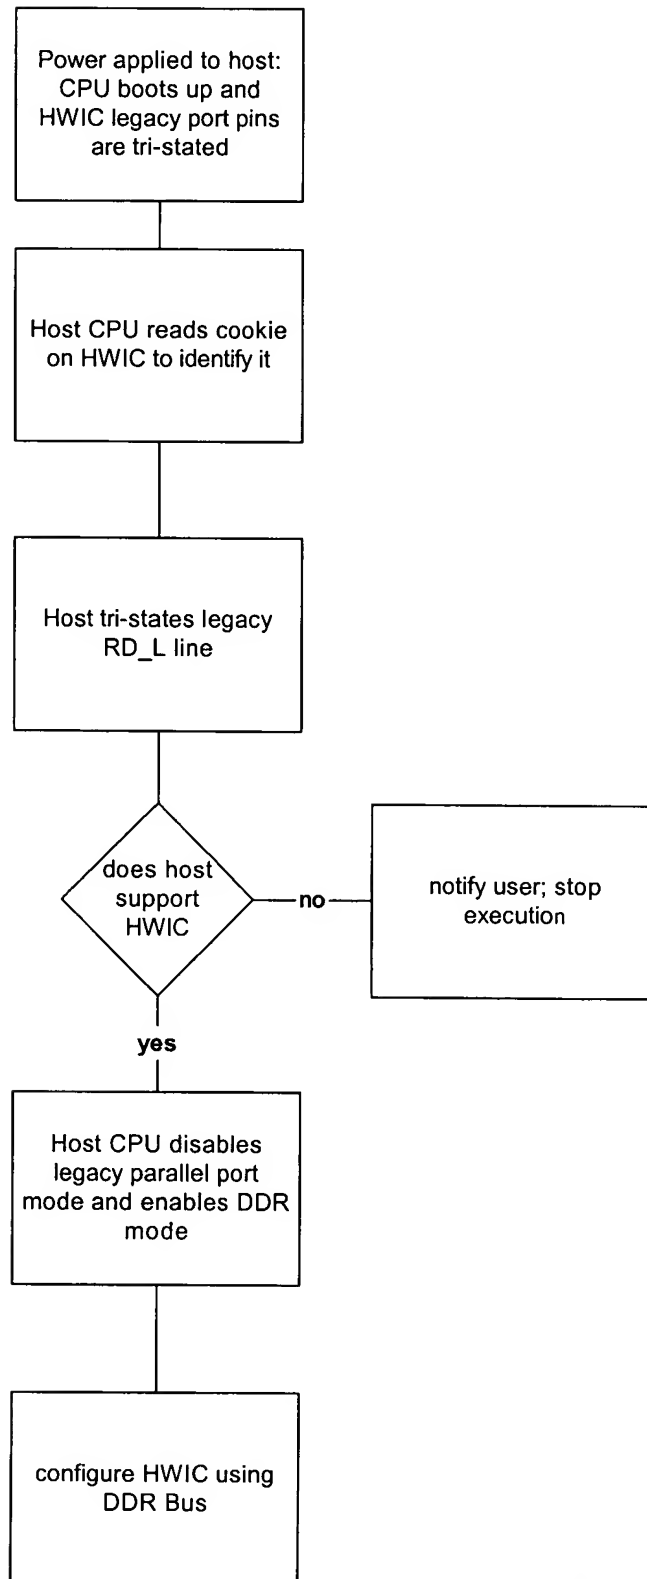 Power applied to host:
CPU boots up and
HWIC legacy port pins
are tri-stated
Host CPU reads cookie
on HWIC to identify it
Host tri-states legacy
RD_L line
does host
support
HWIC
no
notify user; stop
execution
yes
Host CPU disables
legacy parallel port
mode and enables DDR
mode
configure HWIC using
DDR Bus